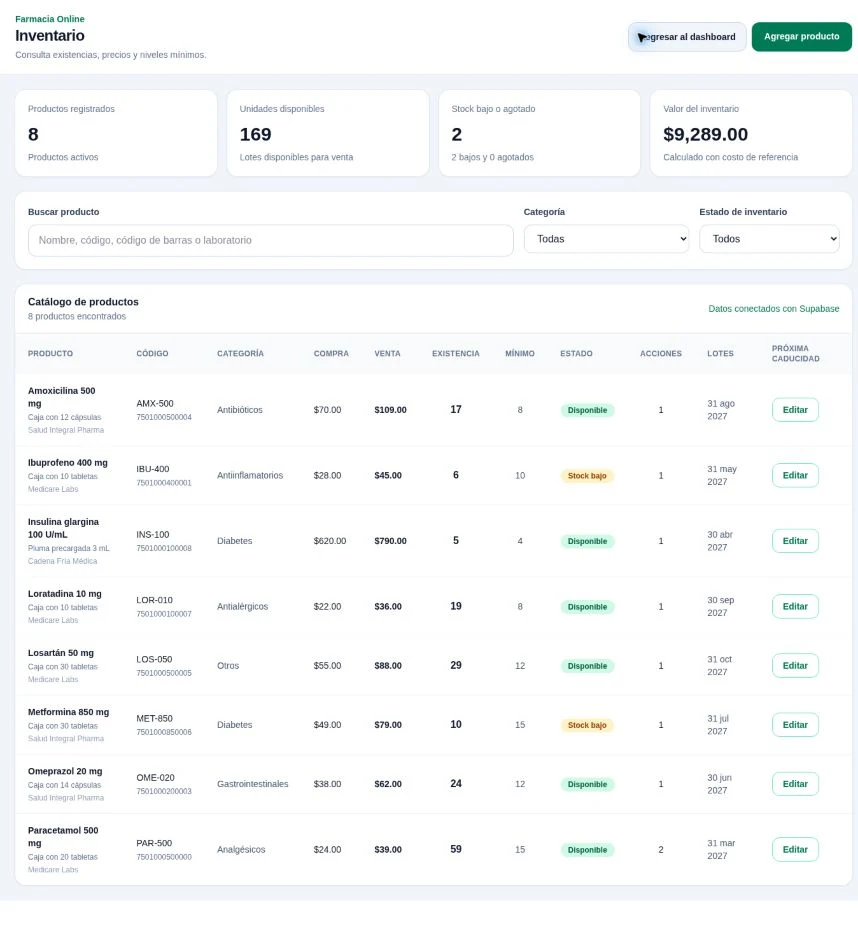 Farmacia Online
Inventario
Consulta existencias, precios y niveles mínimos.
egresar al dashboard
Agregar producto
Productos registrados
8
Productos activos
Unidades disponibles
169
Lotes disponibles para venta
Stock bajo o agotado
2
2 bajos y 0 agotados
Valor del inventario
$9,289.00
Calculado con costo de referencia
Buscar producto
Nombre, código, código de barras o laboratorio
Categoría
Todas
Estado de inventario
Todos
Catálogo de productos
8 productos encontrados
Datos conectados con Supabase
PRODUCTO CÓDIGO CATEGORÍA COMPRA VENTA EXISTENCIA MÍNIMO ESTADO ACCIONES LOTES PRÓXIMA
CADUCIDAD
Amoxicilina 500
mg
Caja con 12 cápsulas
Salud Integral Pharma
AMX-500
7501000500004
Antibióticos $70.00 $109.00 17 8 Disponible 1
31 ago
2027
Editar
Ibuprofeno 400 mg
Caja con 10 tabletas
Medicare Labs
IBU-400
7501000400001
Antiinflamatorios $28.00 $45.00 6 10 Stock bajo 1
31 may
2027
Editar
Insulina glargina
100 U/mL
Pluma precargada 3 mL
Cadena Fría Médica
INS-100
7501000100008
Diabetes $620.00 $790.00 5 4 Disponible 1
30 abr
2027
Editar
Loratadina 10 mg
Caja con 10 tabletas
Medicare Labs
LOR-010
7501000100007
Antialérgicos $22.00 $36.00 19 8 Disponible 1
30 sep
2027
Editar
Losartán 50 mg
Caja con 30 tabletas
Medicare Labs
LOS-050
7501000500005
Otros $55.00 $88.00 29 12 Disponible 1
31 oct
2027
Editar
Metformina 850 mg
Caja con 30 tabletas
Salud Integral Pharma
MET-850
7501000850006
Diabetes $49.00 $79.00 10 15 Stock bajo 1
31 jul
2027
Editar
Omeprazol 20 mg
Caja con 14 cápsulas
Salud Integral Pharma
OME-020
7501000200003
Gastrointestinales $38.00 $62.00 24 12 Disponible 1
30 jun
2027
Editar
Paracetamol 500
mg
Caja con 20 tabletas
Medicare Labs
PAR-500
7501000500000
Analgésicos $24.00 $39.00 59 15 Disponible 2
31 mar
2027
Editar